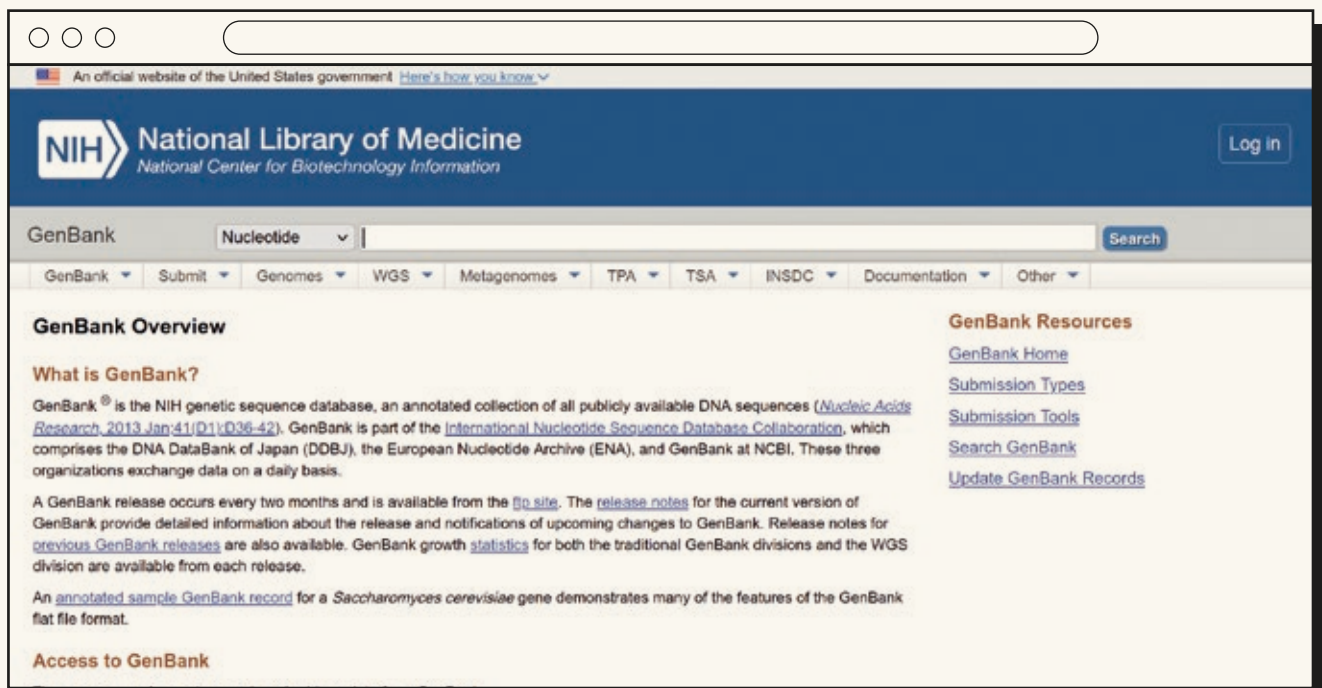 An official website of the United States government Here's how you know
NIH National Library of Medicine
National Center for Biotechnology Information
Log in
GenBank Nucleotide Search
GenBank Submit Genomes WGS Metagenomes TPA TSA INSDC Documentation Other
GenBank Overview
What is GenBank?
GenBank ® is the NIH genetic sequence database, an annotated collection of all publicly available DNA sequences (Nucleic Acids
Research, 2013 Jan;41(D1):D36-42). GenBank is part of the International Nucleotide Sequence Database Collaboration, which
comprises the DNA DataBank of Japan (DDBJ), the European Nucleotide Archive (ENA), and GenBank at NCBI. These three
organizations exchange data on a daily basis.
A GenBank release occurs every two months and is available from the ftp site. The release notes for the current version of
GenBank provide detailed information about the release and notifications of upcoming changes to GenBank. Release notes for
previous GenBank releases are also available. GenBank growth statistics for both the traditional GenBank divisions and the WGS
division are available from each release.
An annotated sample GenBank record for a Saccharomyces cerevisiae gene demonstrates many of the features of the GenBank
flat file format.
Access to GenBank
GenBank Resources
GenBank Home
Submission Types
Submission Tools
Search GenBank
Update GenBank Records